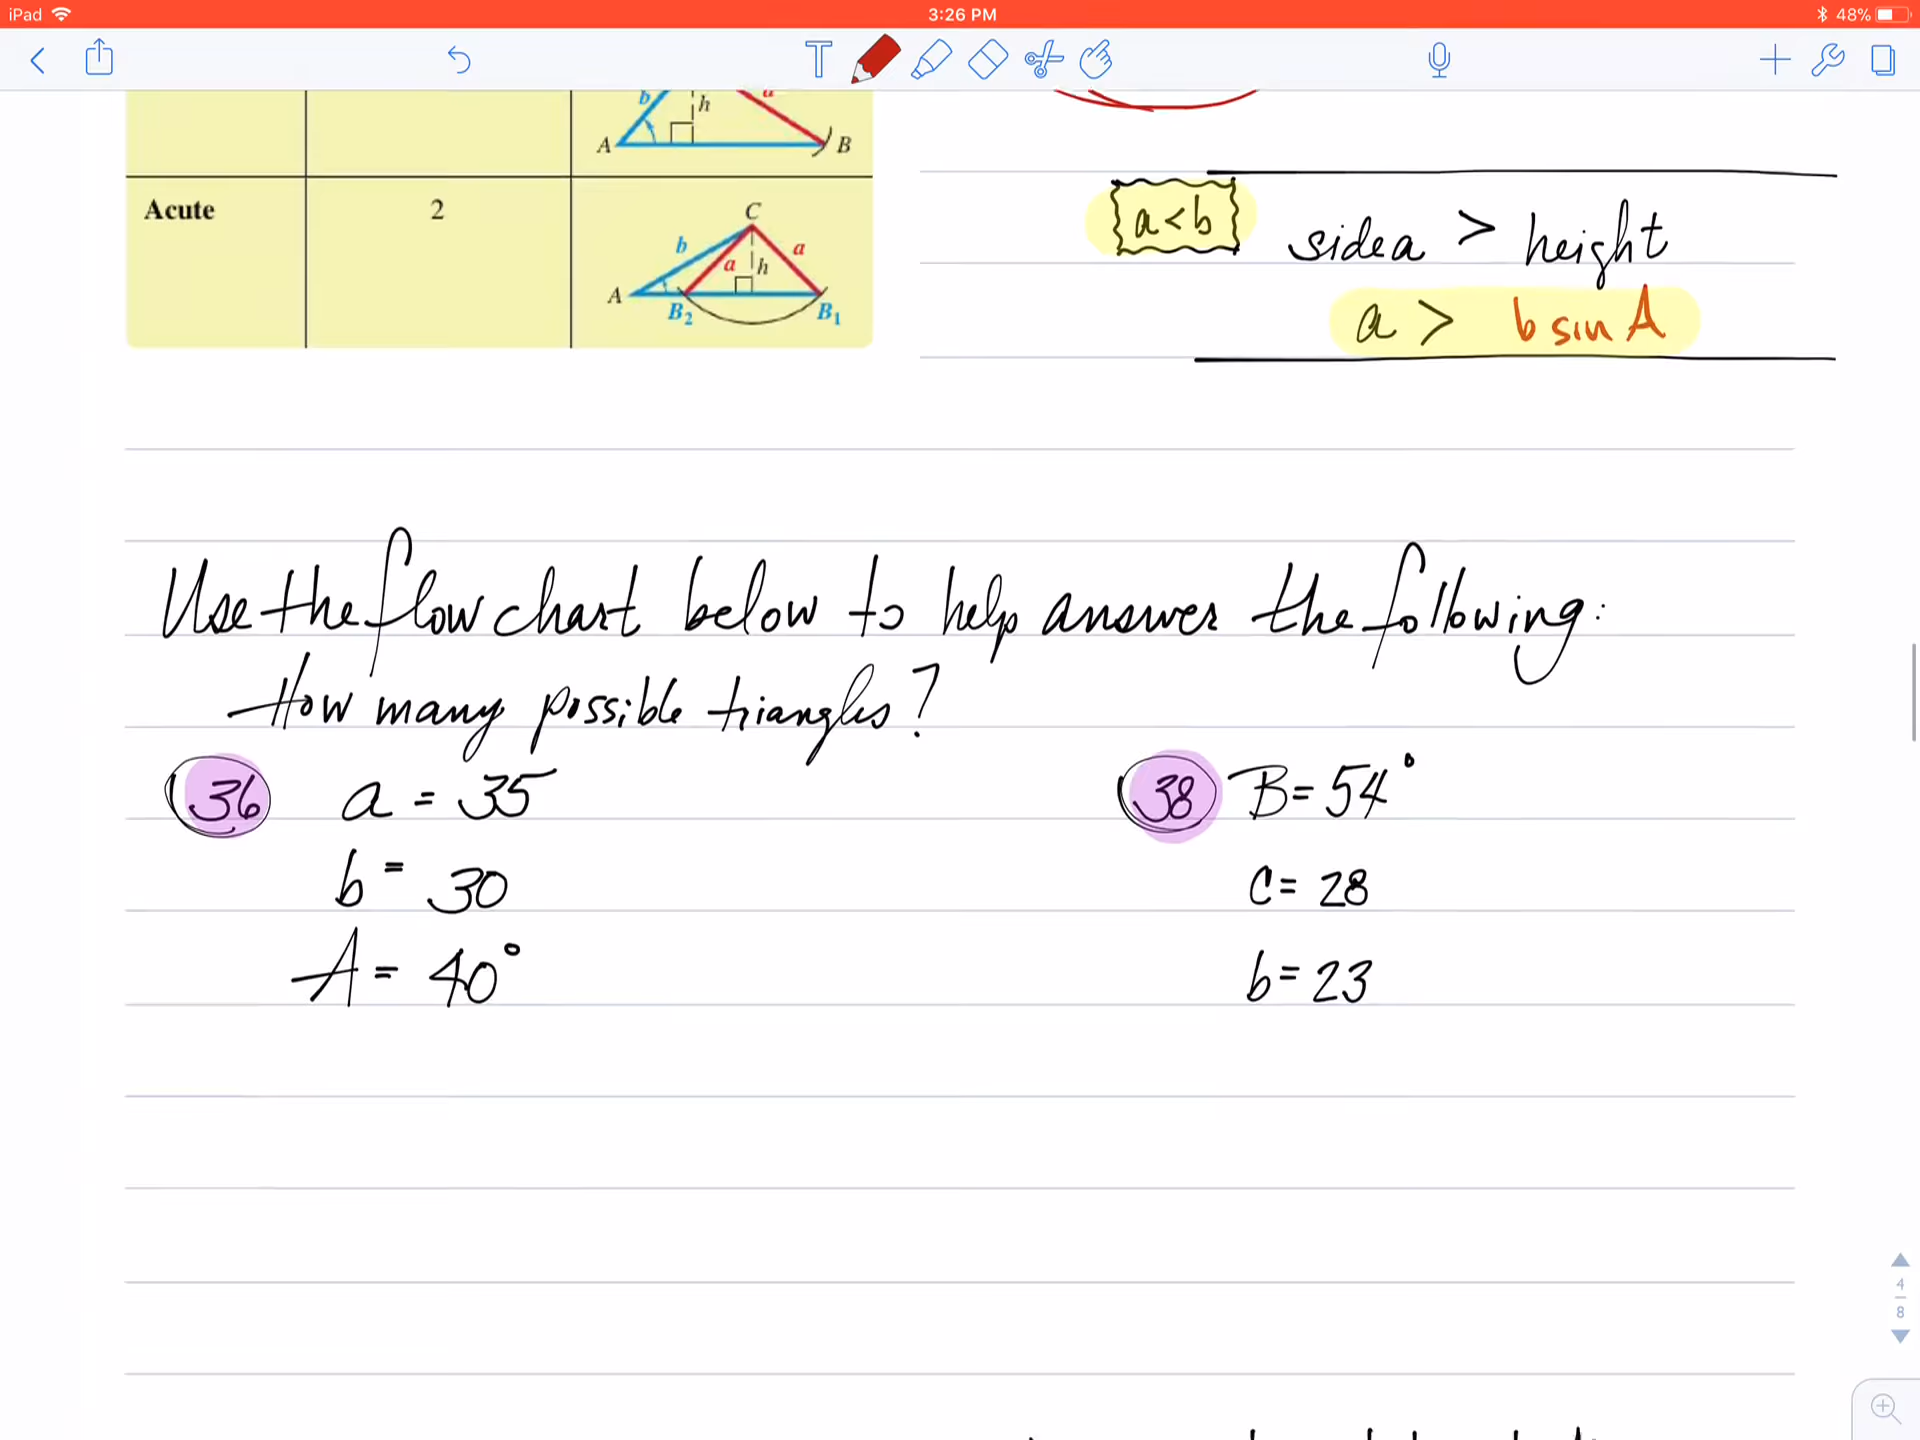 iPad 3:26 PM 48%
T
b h a
A B
Acute 2
C
b a a h
A B2 B1
a < b side a > height
a > b sin A
Use the flow chart below to help answer the following:
How many possible triangles?
36 a = 35
b = 30
A = 40°
38 B = 54°
C = 28
b = 23
4
8